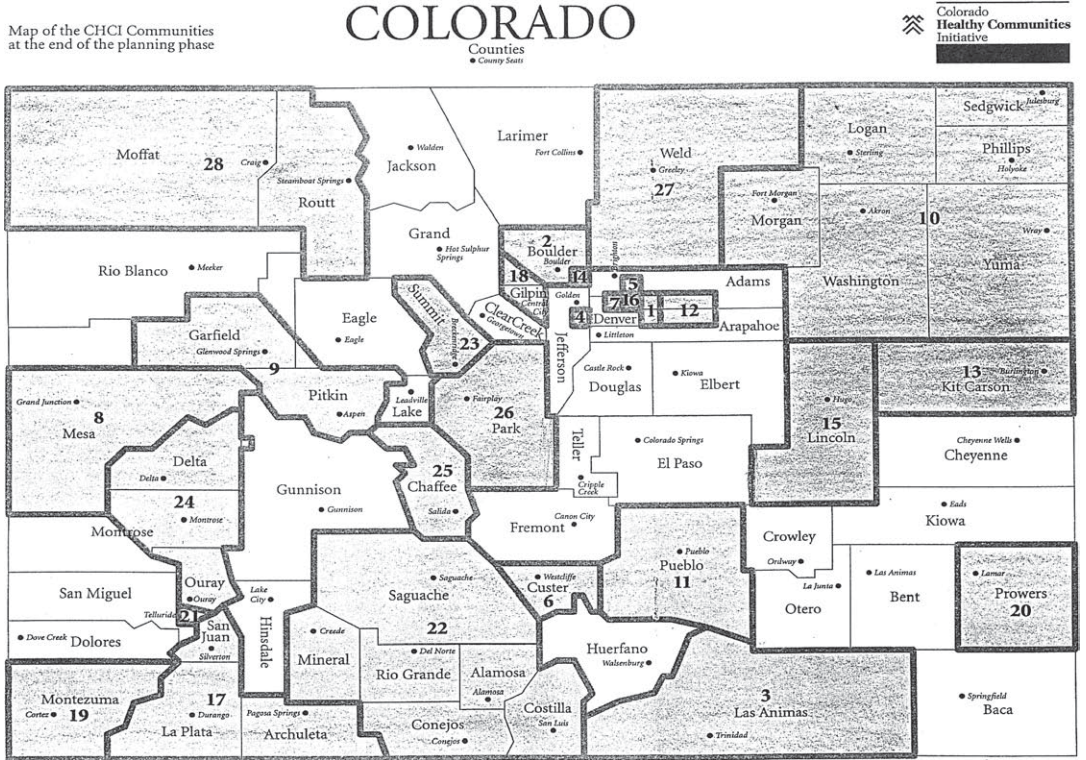 Map of the CHCI Communities
at the end of the planning phase
COLORADO
Counties
• County Seats
Colorado
Healthy Communities
Initiative
Moffat
28
Craig
Steamboat Springs
Routt
Jackson
Walden
Larimer
Fort Collins
Weld
Greeley
27
Logan
Sterling
Sedgwick
Julesburg
Phillips
Holyoke
Fort Morgan
Morgan
Akron
10
Wray
Washington
Yuma
Rio Blanco
Meeker
Grand
Hot Sulphur
Springs
2
Boulder
Boulder
14
Brighton
18
Gilpin
Central
City
Golden
5
7
16
1
12
4
Denver
Littleton
Adams
Arapahoe
Garfield
Glenwood Springs
9
Eagle
Eagle
Summit
Breckenridge
23
Clear Creek
Georgetown
Jefferson
Castle Rock
Douglas
Kiowa
Elbert
13
Burlington
Kit Carson
Grand Junction
8
Mesa
Pitkin
Aspen
Leadville
Lake
Fairplay
26
Park
Hugo
15
Lincoln
Delta
Delta
24
Montrose
Montrose
Gunnison
Gunnison
25
Chaffee
Salida
Teller
Cripple
Creek
Colorado Springs
El Paso
Cheyenne Wells
Cheyenne
Canon City
Fremont
Eads
Kiowa
Crowley
Ordway
San Miguel
Ouray
Ouray
Telluride
21
Lake
City
Hinsdale
Saguache
Saguache
22
Westcliffe
Custer
6
Pueblo
Pueblo
11
La Junta
Otero
Las Animas
Bent
Lamar
Prowers
20
Dove Creek
Dolores
San
Juan
Silverton
Creede
Mineral
Del Norte
Rio Grande
Alamosa
Alamosa
Huerfano
Walsenburg
Montezuma
Cortez
19
17
Durango
La Plata
Pagosa Springs
Archuleta
Conejos
Conejos
Costilla
San Luis
3
Las Animas
Trinidad
Springfield
Baca